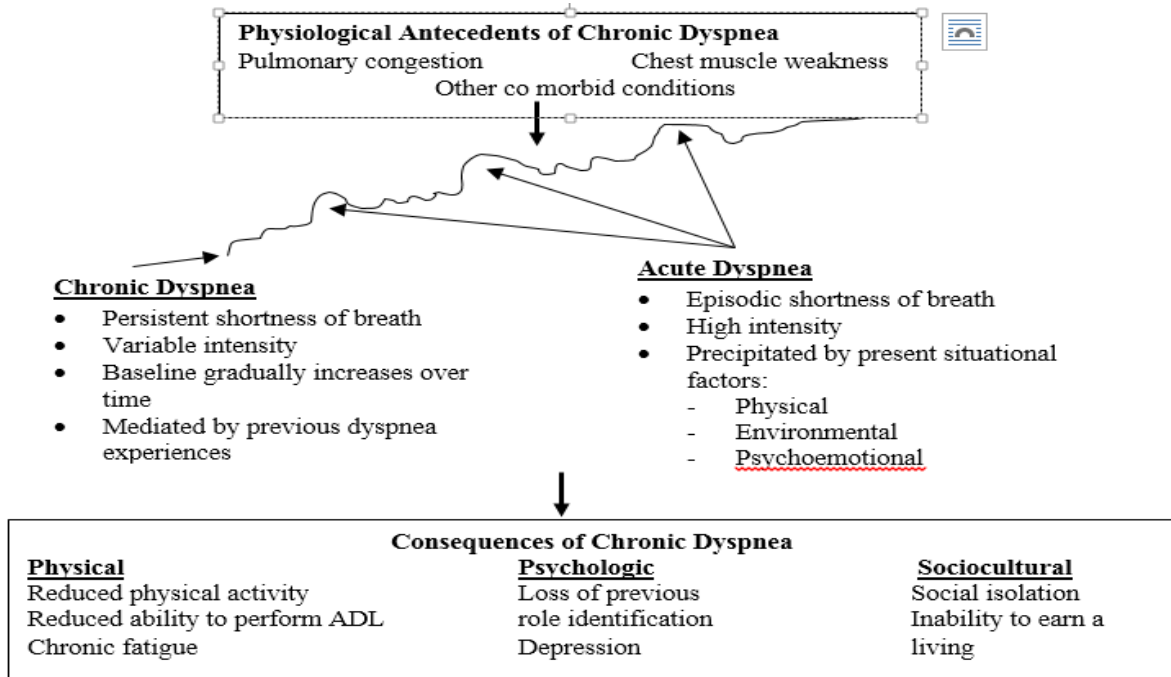 Physiological Antecedents of Chronic Dyspnea
Pulmonary congestion Chest muscle weakness
Other co morbid conditions
Chronic Dyspnea
• Persistent shortness of breath
• Variable intensity
• Baseline gradually increases over
time
• Mediated by previous dyspnea
experiences
Acute Dyspnea
• Episodic shortness of breath
• High intensity
• Precipitated by present situational
factors:
- Physical
- Environmental
- Psychoemotional
Consequences of Chronic Dyspnea
Physical
Reduced physical activity
Reduced ability to perform ADL
Chronic fatigue
Psychologic
Loss of previous
role identification
Depression
Sociocultural
Social isolation
Inability to earn a
living